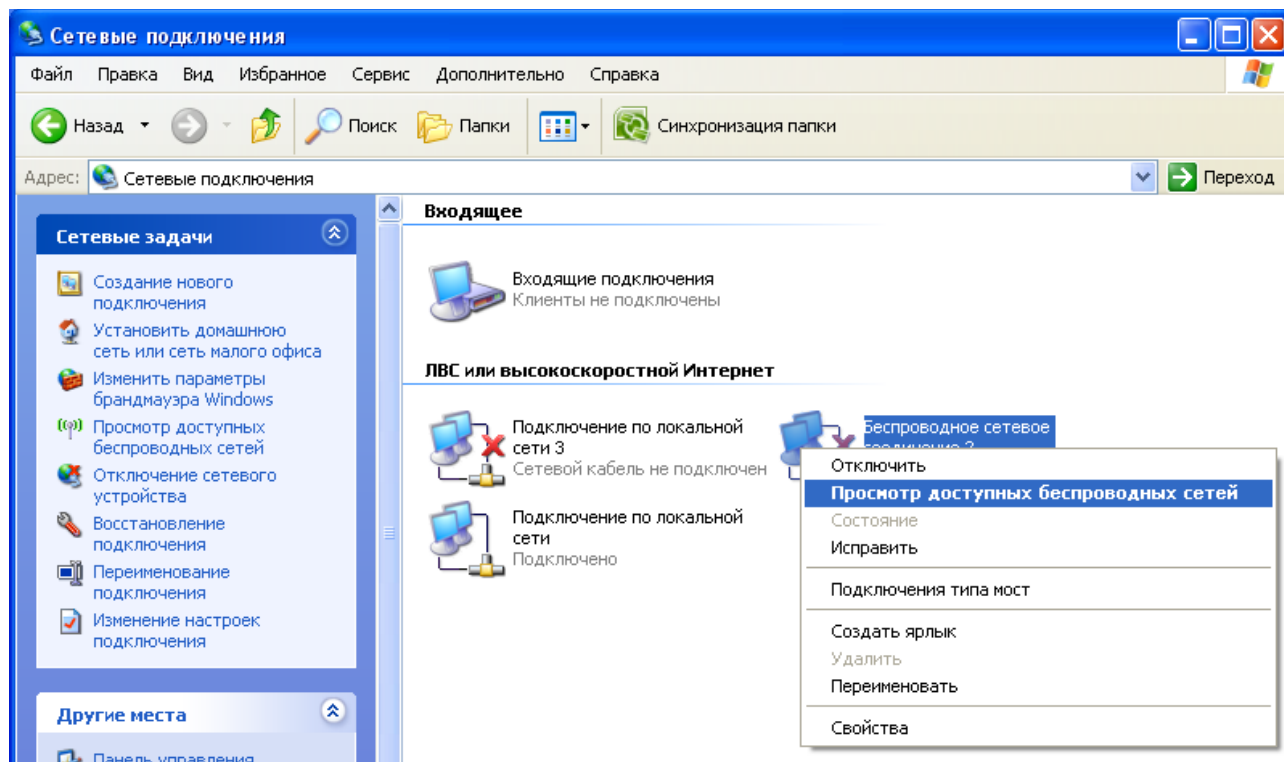 Сетевые подключения
Файл Правка Вид Избранное Сервис Дополнительно Справка
Назад Поиск Папки Синхронизация папки
Адрес: Сетевые подключения Переход
Сетевые задачи
Создание нового
подключения
Установить домашнюю
сеть или сеть малого офиса
Изменить параметры
брандмауэра Windows
Просмотр доступных
беспроводных сетей
Отключение сетевого
устройства
Восстановление
подключения
Переименование
подключения
Изменение настроек
подключения
Другие места
Панель управления
Входящее
Входящие подключения
Клиенты не подключены
ЛВС или высокоскоростной Интернет
Подключение по локальной
сети 3
Сетевой кабель не подключен
Беспроводное сетевое
соединение 2
Подключение по локальной
сети
Подключено
Отключить
Просмотр доступных беспроводных сетей
Состояние
Исправить
Подключения типа мост
Создать ярлык
Удалить
Переименовать
Свойства